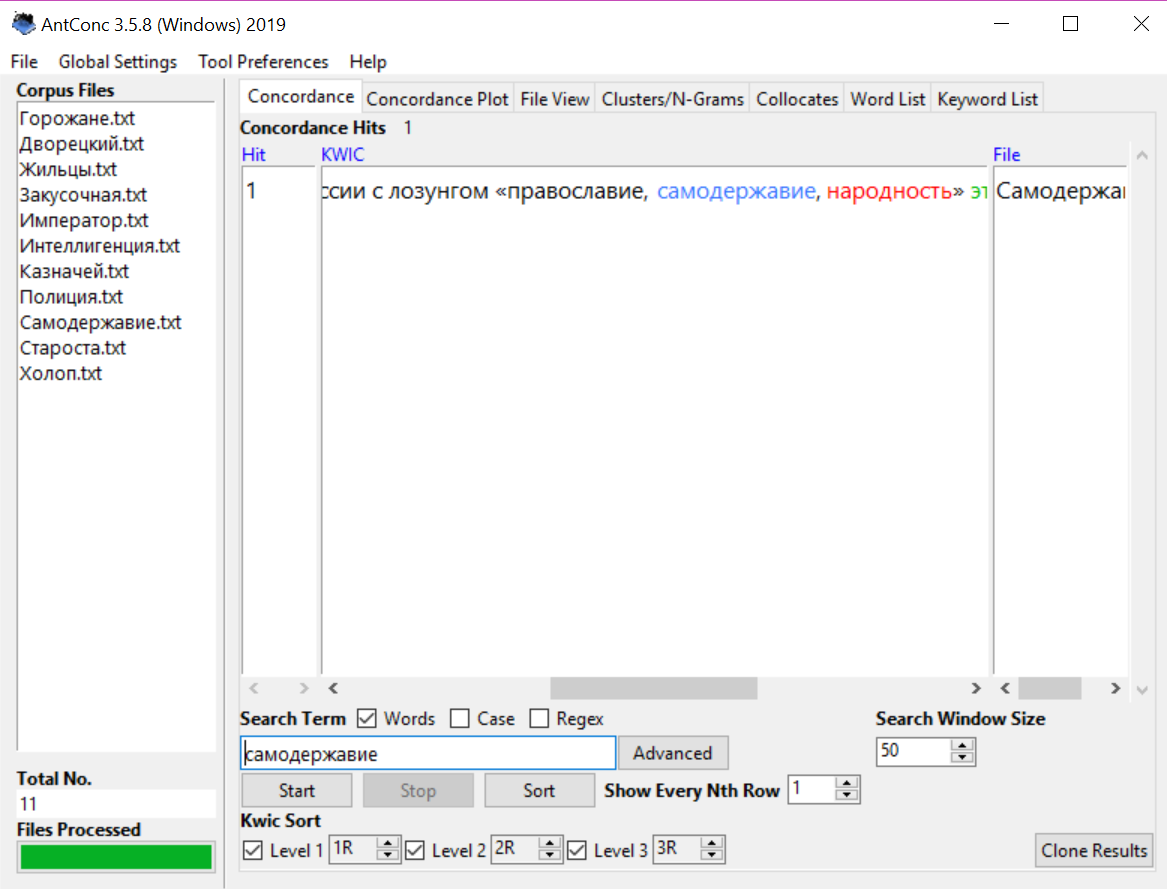 AntConc 3.5.8 (Windows) 2019
File Global Settings Tool Preferences Help
Corpus Files
Горожане.txt
Дворецкий.txt
Жильцы.txt
Закусочная.txt
Император.txt
Интеллигенция.txt
Казначей.txt
Полиция.txt
Самодержавие.txt
Староста.txt
Холоп.txt
Total No.
11
Files Processed
Concordance Concordance Plot File View Clusters/N-Grams Collocates Word List Keyword List
Concordance Hits 1
Hit KWIC File
1 ссии с лозунгом «православие, самодержавие, народность» эт Самодержа
Search Term Words Case Regex Search Window Size
самодержавие Advanced 50
Start Stop Sort Show Every Nth Row 1
Kwic Sort
Level 1 1R Level 2 2R Level 3 3R Clone Results